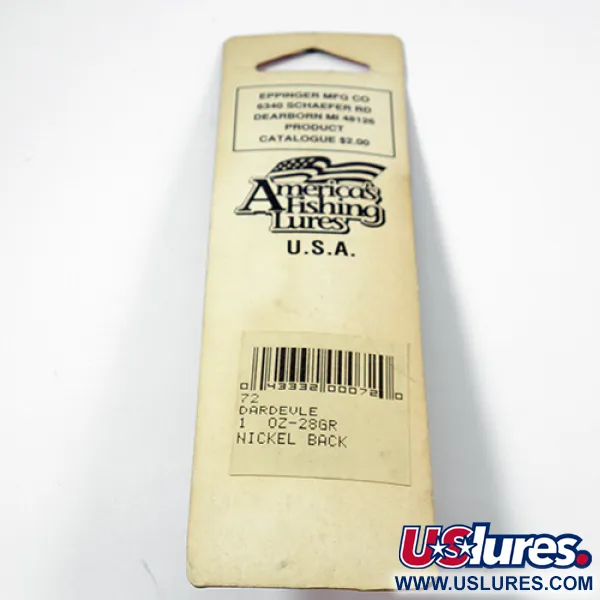 EPPINGER MFG CO
6340 SCHAEFER RD
DEARBORN MI 48126
PRODUCT
CATALOGUE $2.00
America's
Fishing
Lures
U.S.A.
0 43332 00072 0
72
DARDEVLE
1 OZ-28GR
NICKEL BACK
USlures.
WWW.USLURES.COM